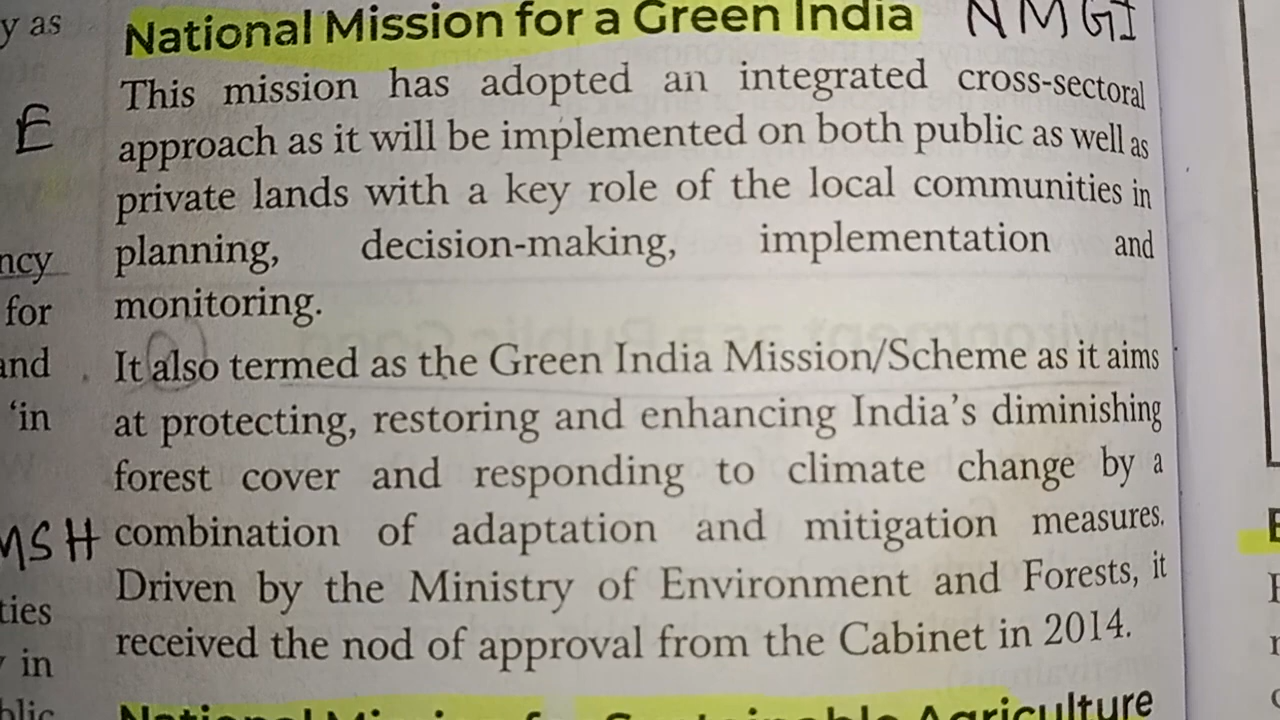 y as
E
ncy
for
and
'in
MSH
ties
in
blic
National Mission for a Green India NMGI
This mission has adopted an integrated cross-sectoral
approach as it will be implemented on both public as well as
private lands with a key role of the local communities in
planning, decision-making, implementation and
monitoring.
It also termed as the Green India Mission/Scheme as it aims
at protecting, restoring and enhancing India's diminishing
forest cover and responding to climate change by a
combination of adaptation and mitigation measures.
Driven by the Ministry of Environment and Forests, it
received the nod of approval from the Cabinet in 2014.
National Mission for Sustainable Agriculture